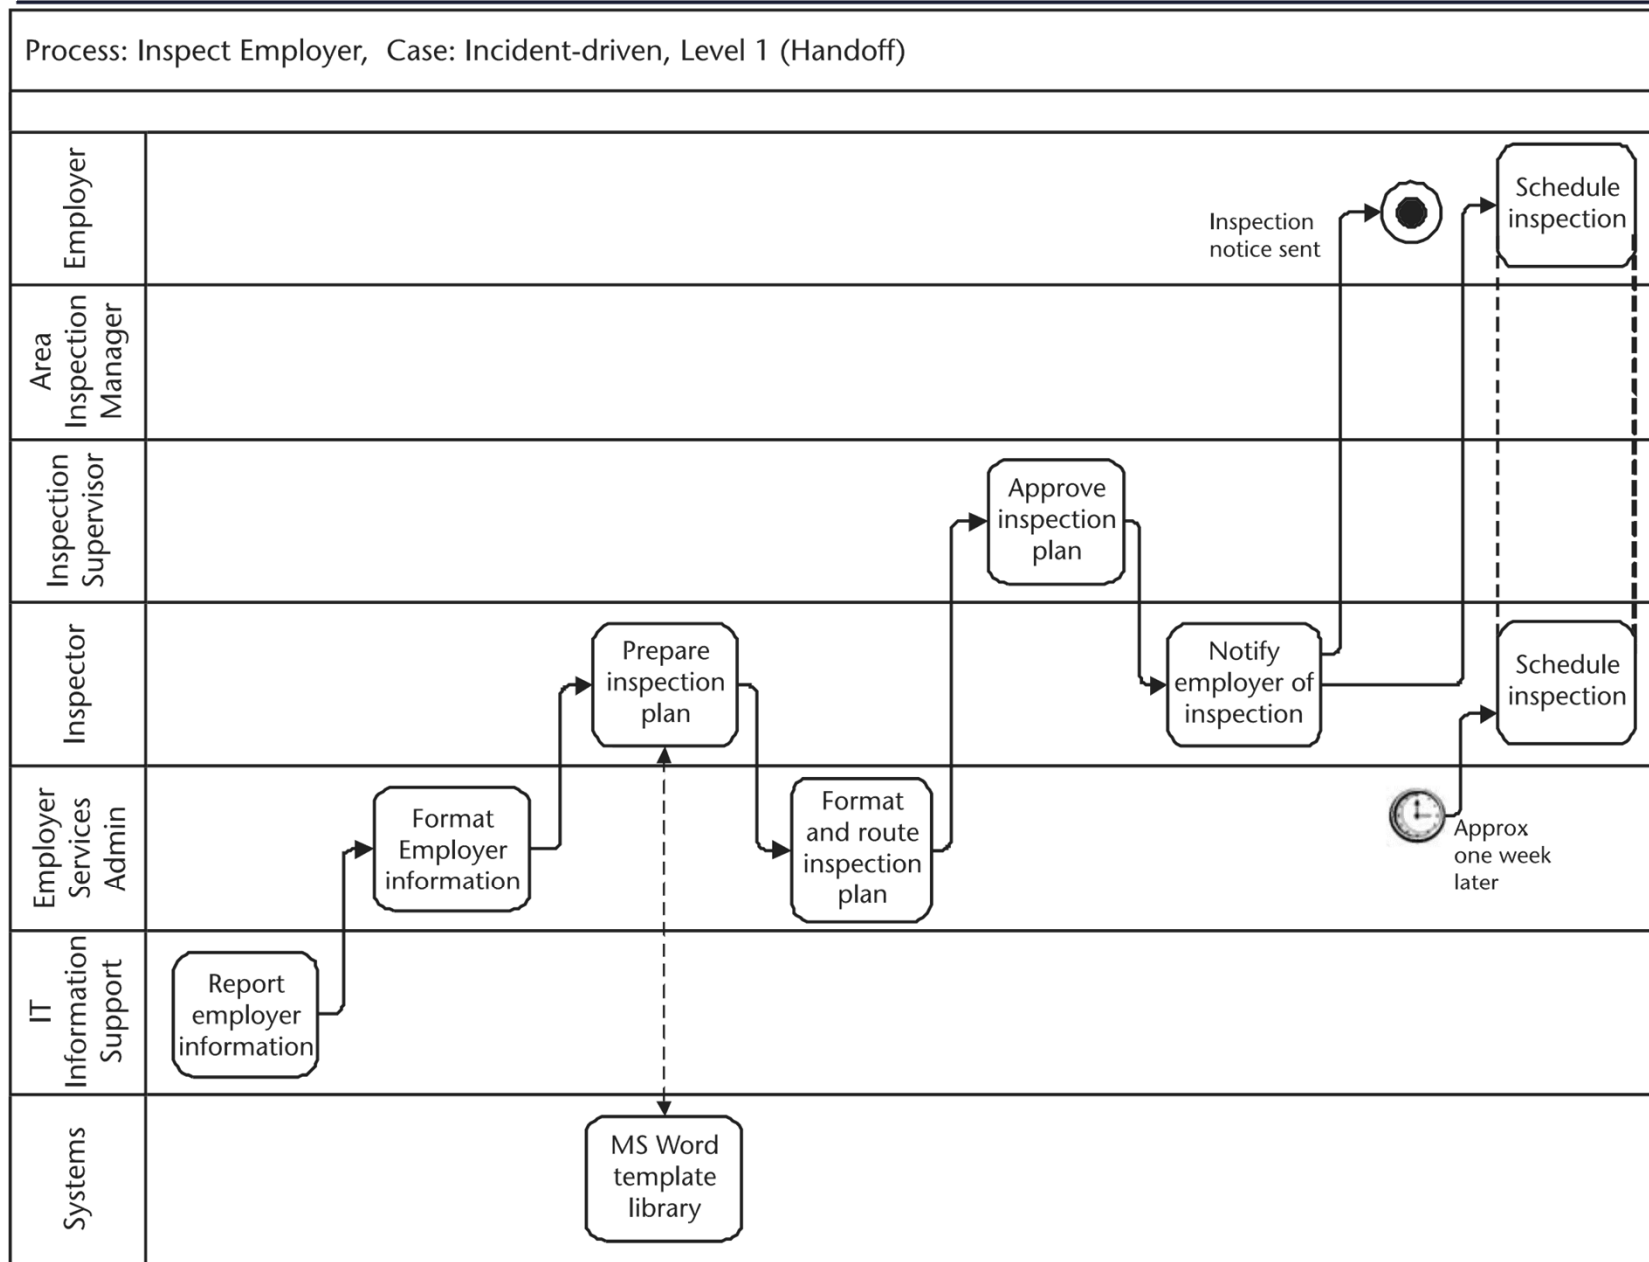 Process: Inspect Employer, Case: Incident-driven, Level 1 (Handoff)
Employer
Inspection
notice sent
Schedule
inspection
Area
Inspection
Manager
Inspection
Supervisor
Approve
inspection
plan
Inspector
Prepare
inspection
plan
Notify
employer of
inspection
Schedule
inspection
Employer
Services
Admin
Format
Employer
information
Format
and route
inspection
plan
Approx
one week
later
IT
Information
Support
Report
employer
information
Systems
MS Word
template
library